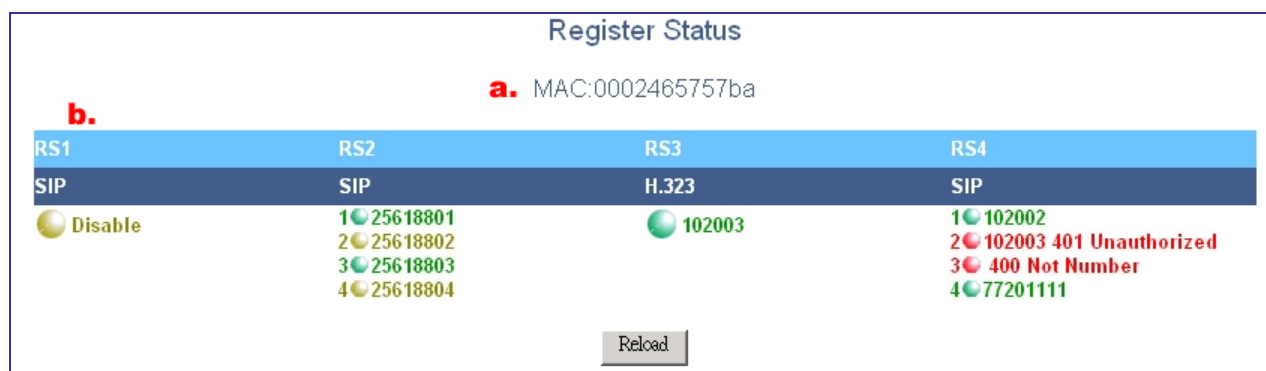 Register Status
a. MAC:0002465757ba
b.
RS1 RS2 RS3 RS4
SIP SIP H.323 SIP
Disable 1 25618801 102003 1 102002
2 25618802 2 102003 401 Unauthorized
3 25618803 3 400 Not Number
4 25618804 4 77201111
Reload